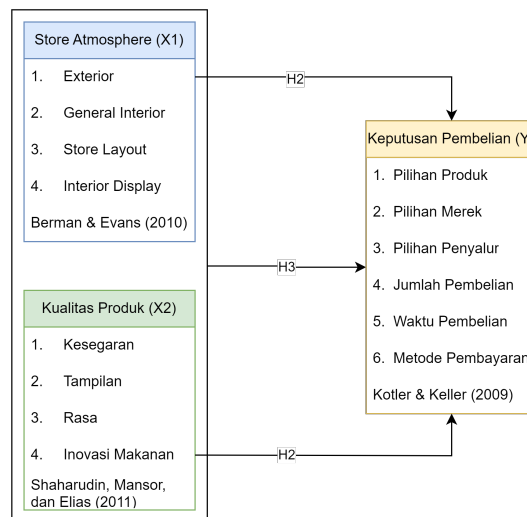 Store Atmosphere (X1)
1. Exterior
2. General Interior
3. Store Layout
4. Interior Display
Berman & Evans (2010)
H2
Keputusan Pembelian (Y
1. Pilihan Produk
2. Pilihan Merek
3. Pilihan Penyalur
4. Jumlah Pembelian
5. Waktu Pembelian
6. Metode Pembayaran
Kotler & Keller (2009)
H3
Kualitas Produk (X2)
1. Kesegaran
2. Tampilan
3. Rasa
4. Inovasi Makanan
Shaharudin, Mansor,
dan Elias (2011)
H2